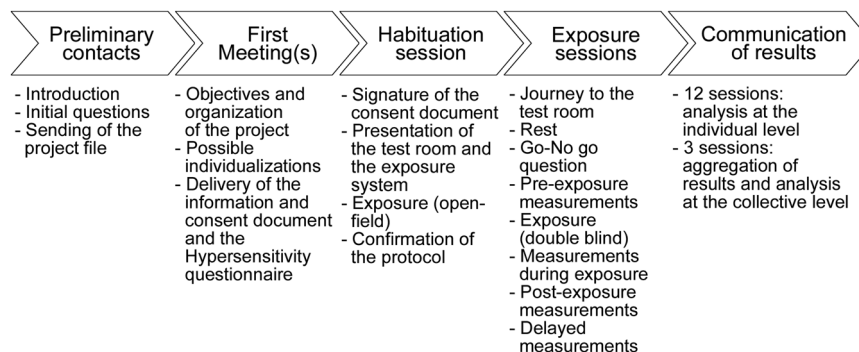 Preliminary
contacts
First
Meeting(s)
Habituation
session
Exposure
sessions
Communication
of results
- Introduction
- Initial questions
- Sending of the
project file
- Objectives and
organization
of the project
- Possible
individualizations
- Delivery of the
information and
consent document
and the
Hypersensitivity
questionnaire
- Signature of the
consent document
- Presentation of
the test room and
the exposure
system
- Exposure (open-
field)
- Confirmation of
the protocol
- Journey to the
test room
- Rest
- Go-No go
question
- Pre-exposure
measurements
- Exposure
(double blind)
- Measurements
during exposure
- Post-exposure
measurements
- Delayed
measurements
- 12 sessions:
analysis at the
individual level
- 3 sessions:
aggregation of
results and analysis
at the collective level